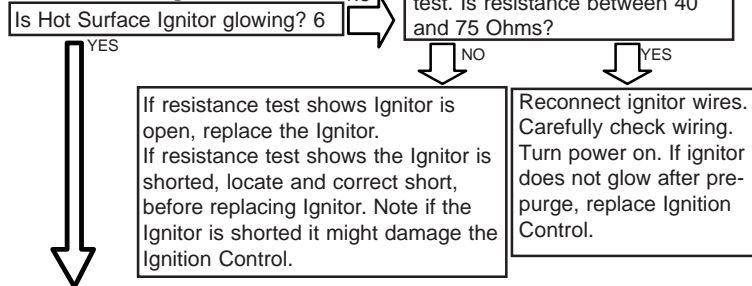 Is Hot Surface Ignitor glowing? 6
test. Is resistance between 40
and 75 Ohms?
YES
NO
YES
If resistance test shows Ignitor is
open, replace the Ignitor.
If resistance test shows the Ignitor is
shorted, locate and correct short,
before replacing Ignitor. Note if the
Ignitor is shorted it might damage the
Ignition Control.
Reconnect ignitor wires.
Carefully check wiring.
Turn power on. If ignitor
does not glow after pre-
purge, replace Ignition
Control.